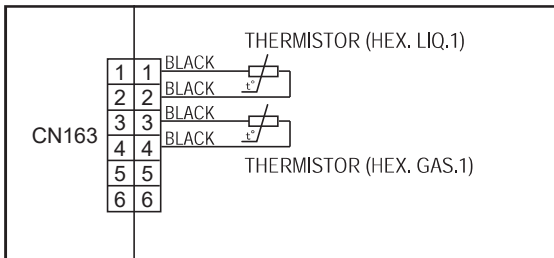 THERMISTOR (HEX. LIQ.1)
1 1 BLACK
t°
2 2 BLACK
3 3 BLACK
t°
CN163
4 4 BLACK
THERMISTOR (HEX. GAS.1)
5 5
6 6